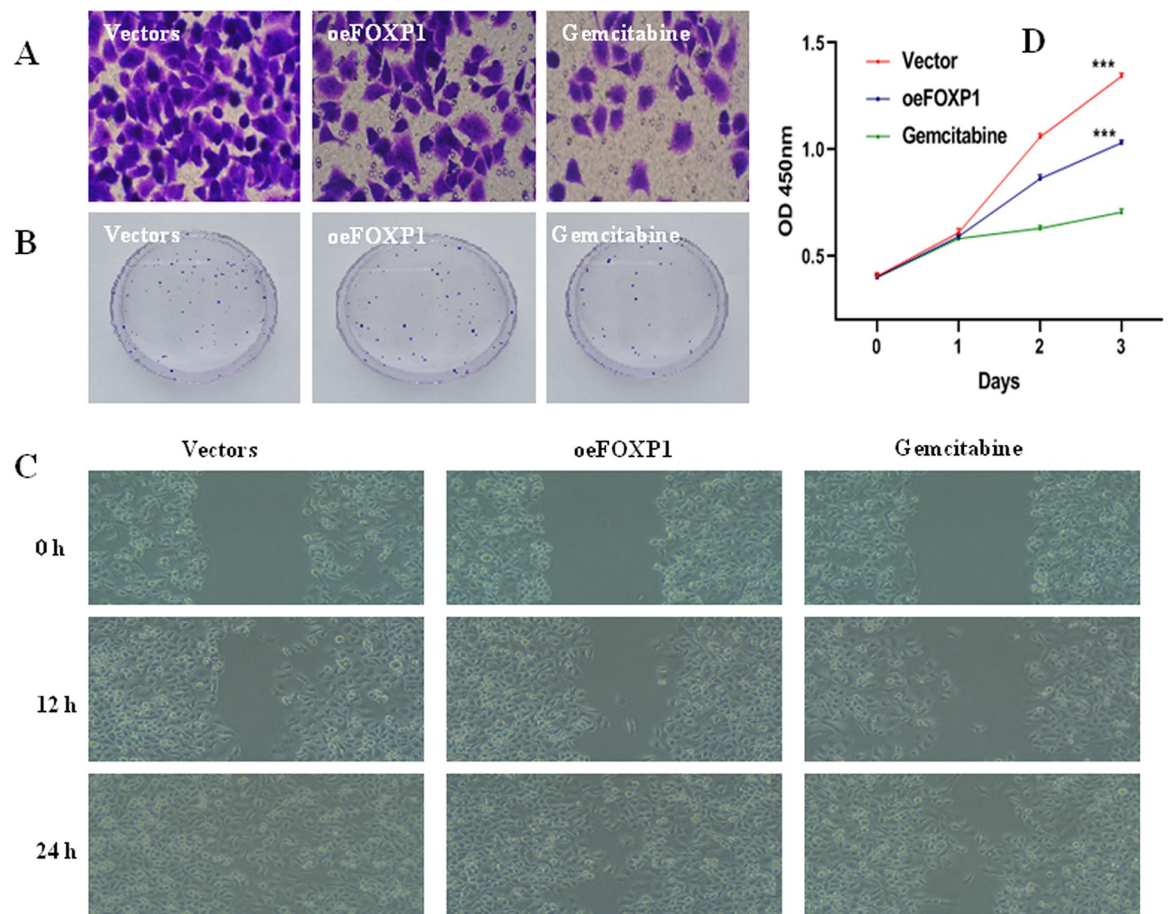 A
Vectors
oeFOXP1
Gemcitabine
B
Vectors
oeFOXP1
Gemcitabine
D
Vector
oeFOXP1
Gemcitabine
***
***
1.5
1.0
0.5
OD 450nm
0
1
2
3
Days
C
Vectors
oeFOXP1
Gemcitabine
0 h
12 h
24 h